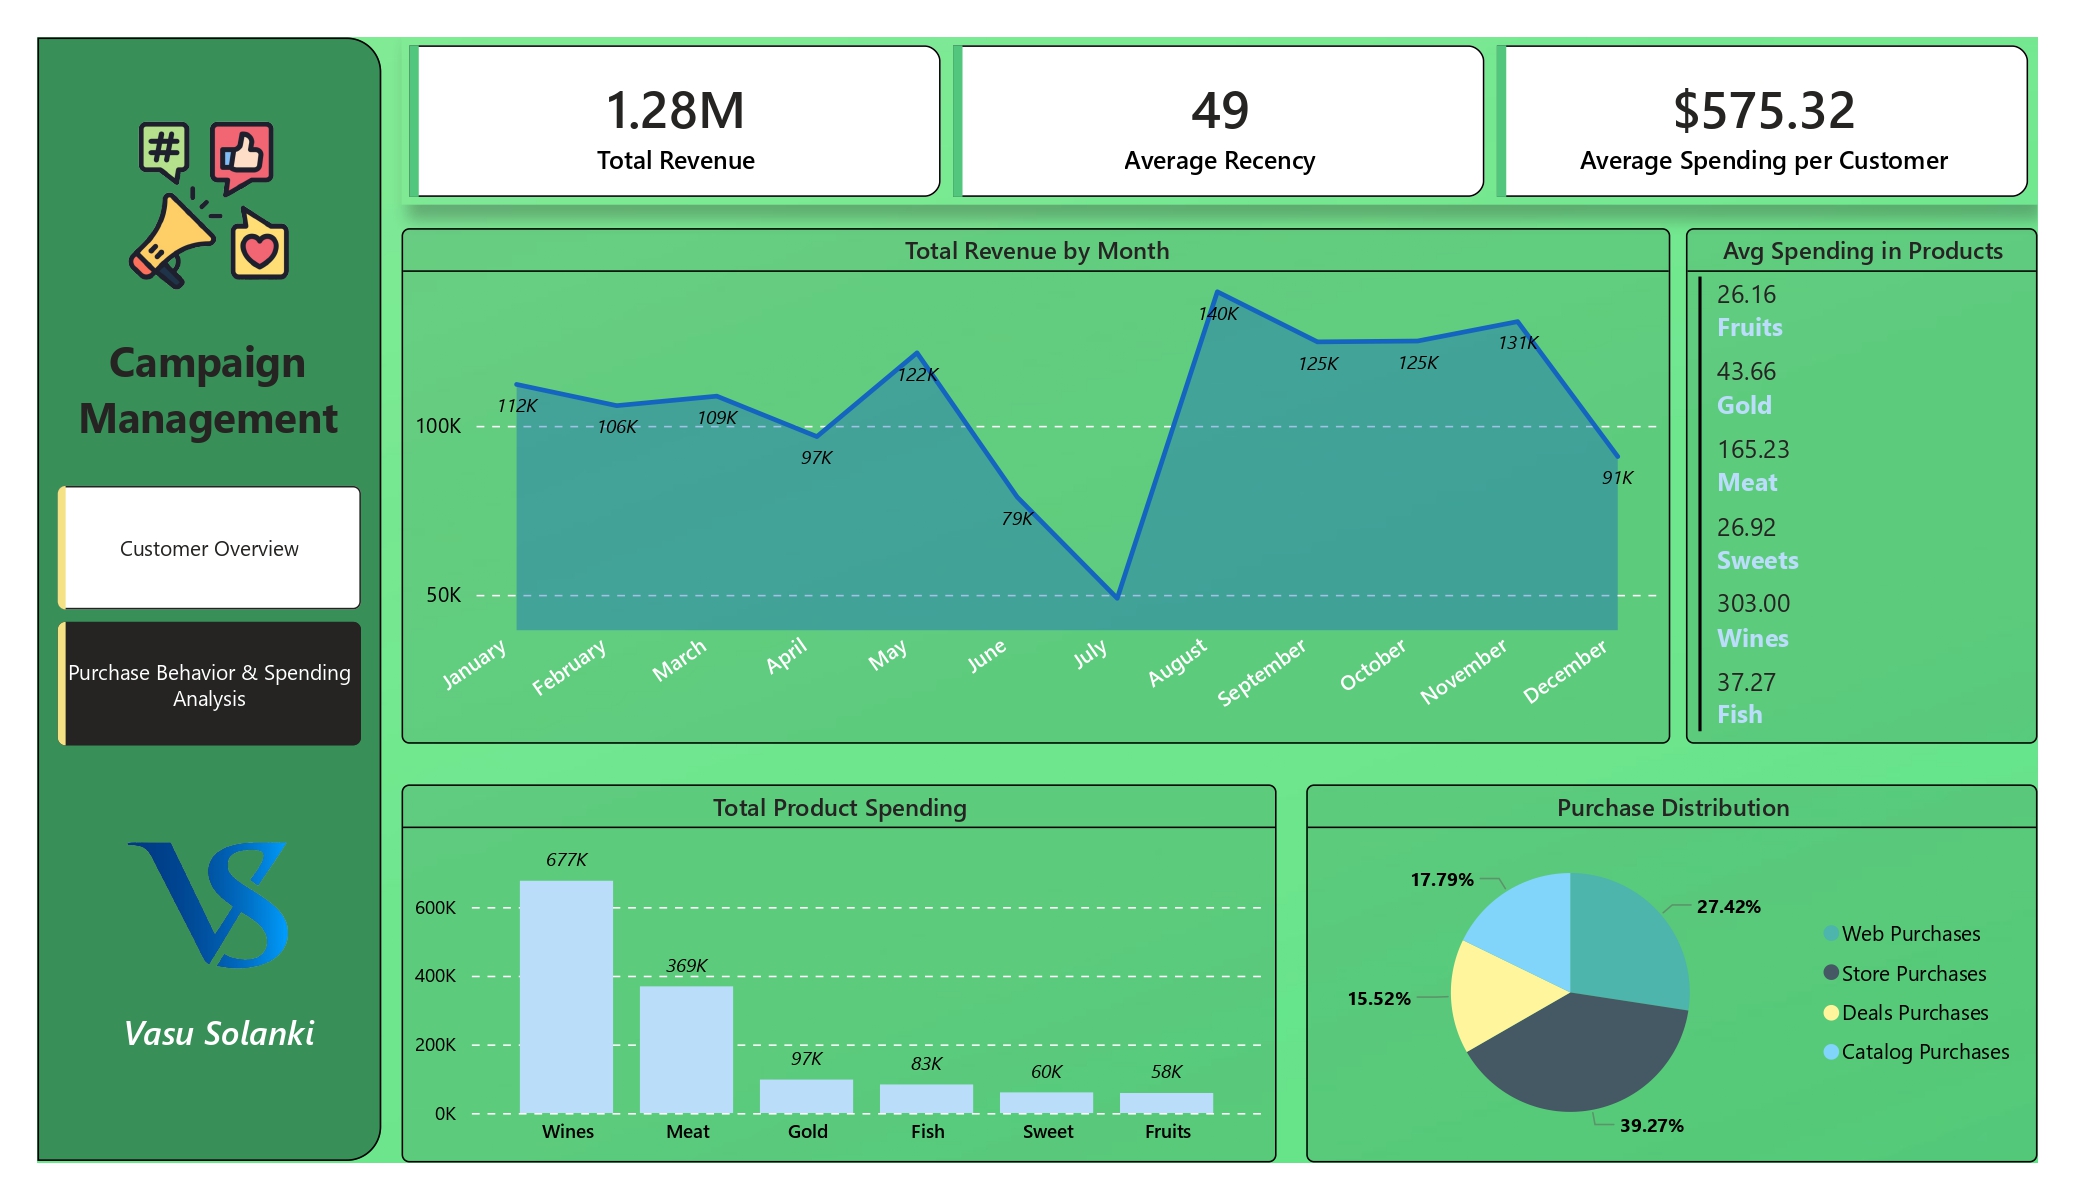 #
Campaign
Management
Customer Overview
Purchase Behavior & Spending
Analysis
VS
Vasu Solanki
1.28M
Total Revenue
49
Average Recency
$575.32
Average Spending per Customer
Total Revenue by Month
100K
50K
112K
106K
109K
97K
122K
79K
140K
125K
125K
131K
91K
January
February
March
April
May
June
July
August
September
October
November
December
Avg Spending in Products
26.16
Fruits
43.66
Gold
165.23
Meat
26.92
Sweets
303.00
Wines
37.27
Fish
Total Product Spending
600K
400K
200K
0K
677K
369K
97K
83K
60K
58K
Wines
Meat
Gold
Fish
Sweet
Fruits
Purchase Distribution
17.79%
27.42%
15.52%
39.27%
Web Purchases
Store Purchases
Deals Purchases
Catalog Purchases